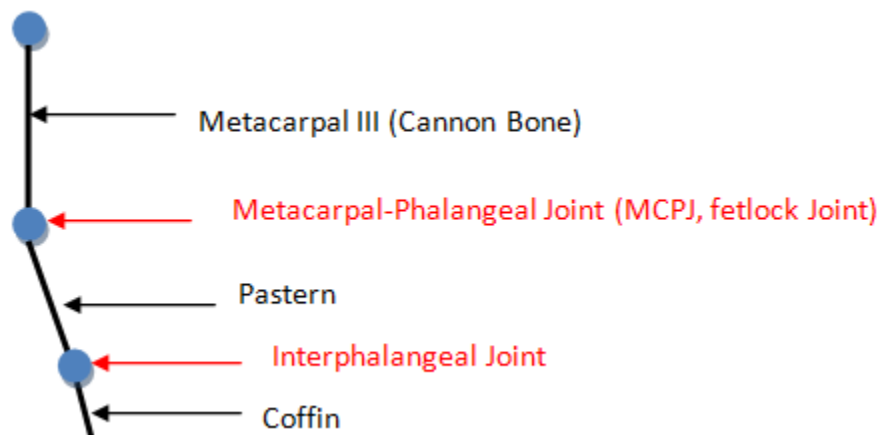 Metacarpal III (Cannon Bone)
Metacarpal-Phalangeal Joint (MCPJ, fetlock Joint)
Pastern
Interphalangeal Joint
Coffin